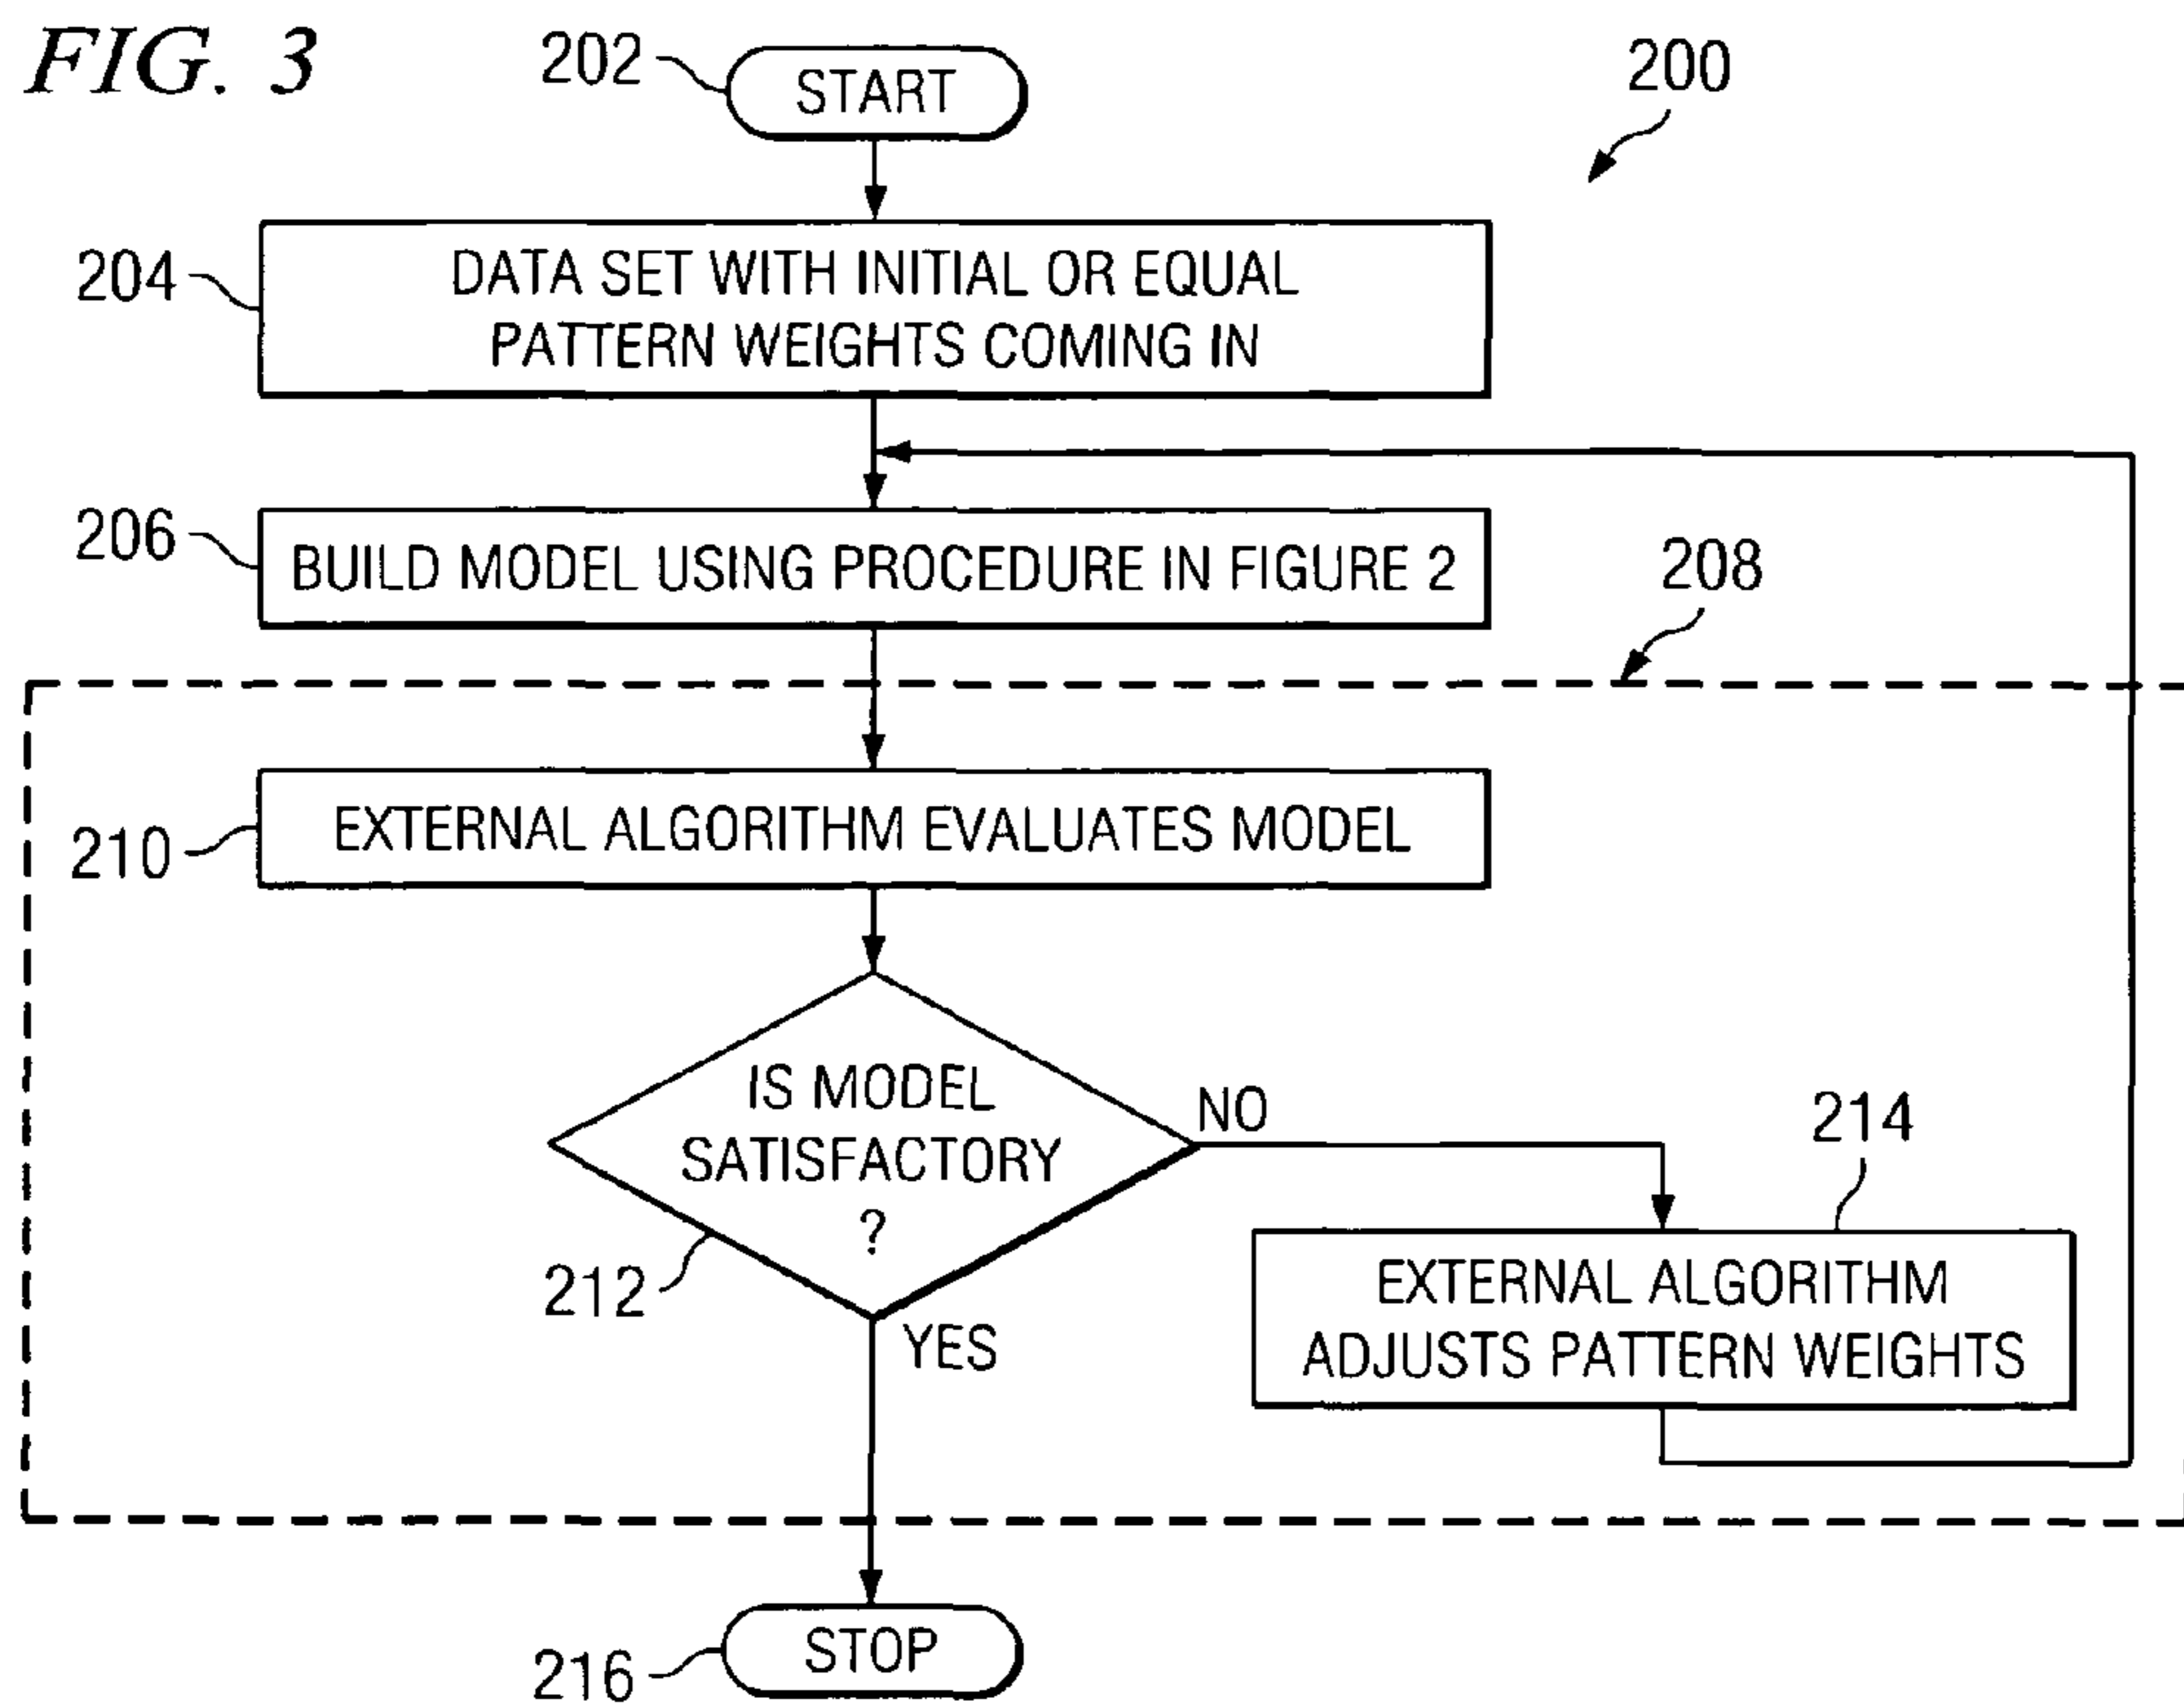 FIG. 3
202
START
200
204
DATA SET WITH INITIAL OR EQUAL
PATTERN WEIGHTS COMING IN
206
BUILD MODEL USING PROCEDURE IN FIGURE 2
208
210
EXTERNAL ALGORITHM EVALUATES MODEL
IS MODEL
SATISFACTORY
?
NO
212
YES
214
EXTERNAL ALGORITHM
ADJUSTS PATTERN WEIGHTS
216
STOP